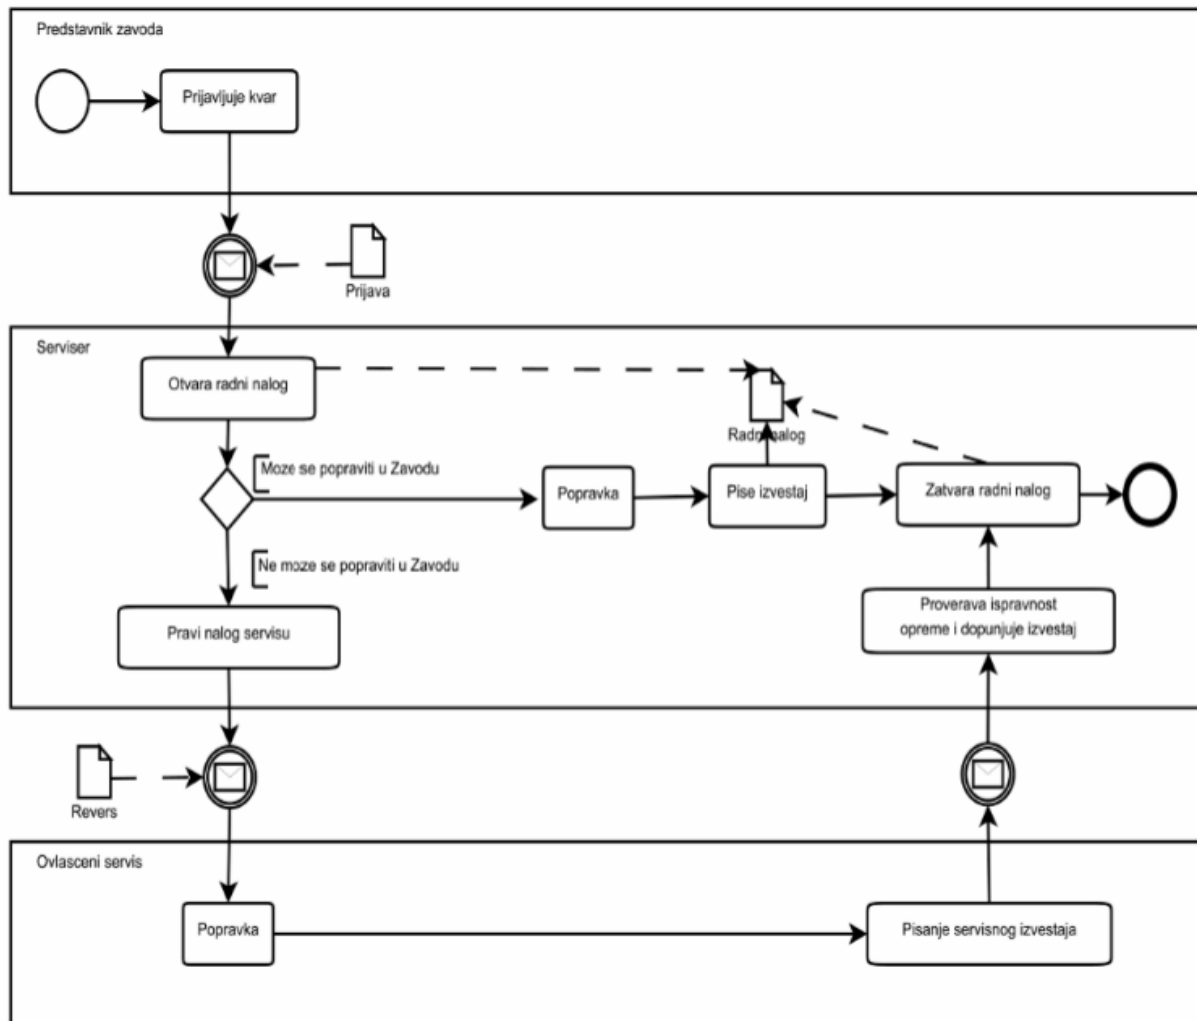 Predstavnik zavoda
Prijavljuje kvar
Prijava
Serviser
Otvara radni nalog
Radni nalog
Moze se popraviti u Zavodu
Popravka
Pise izvestaj
Zatvara radni nalog
Ne moze se popraviti u Zavodu
Pravi nalog servisu
Proverava ispravnost
opreme i dopunjuje izvestaj
Revers
Ovlasceni servis
Popravka
Pisanje servisnog izvestaja